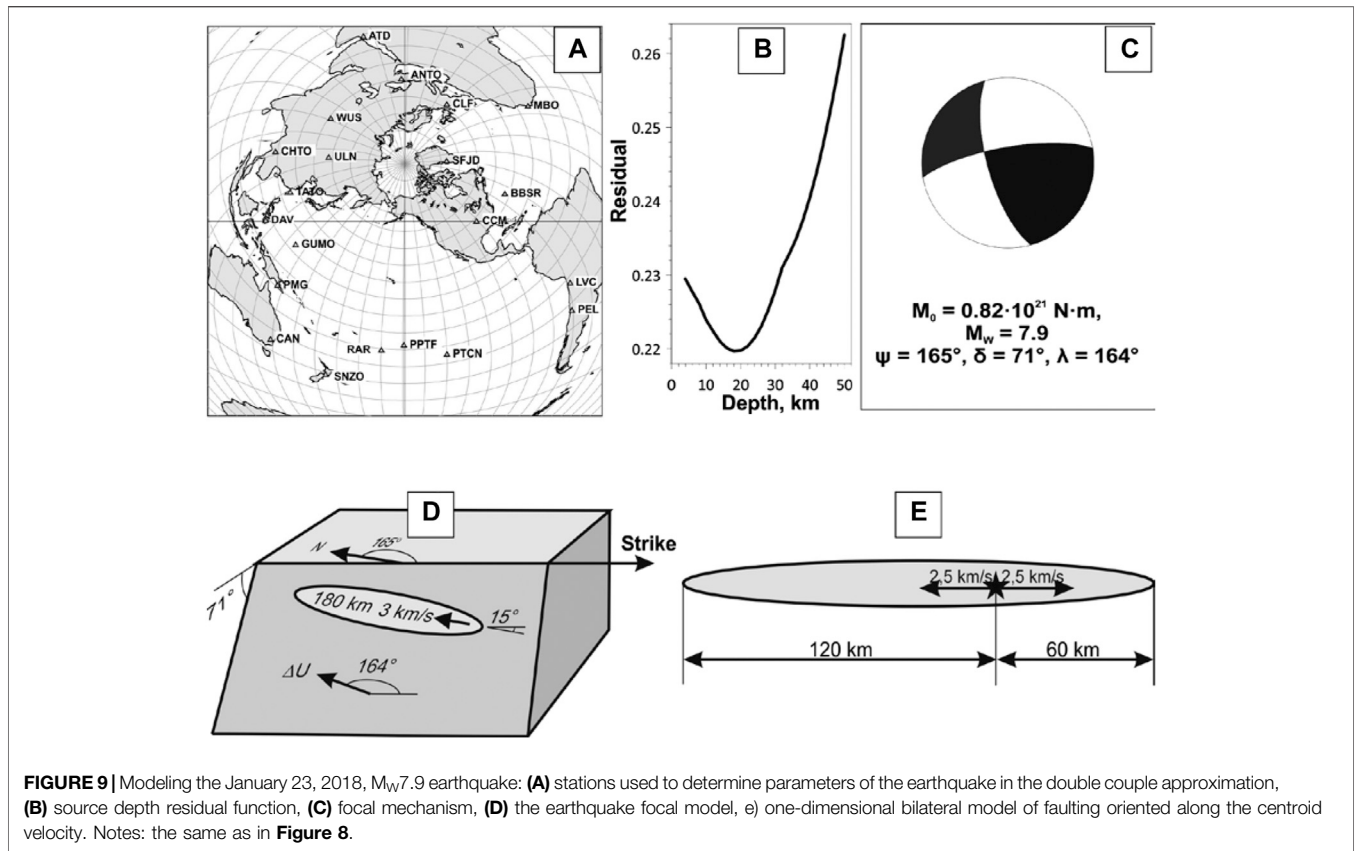 A
ATD
ANTO
CLF
MBO
WUS
CHTO
ULN
SFJD
TATO
BBSR
DAV
CCM
GUMO
PMG
LVC
PEL
CAN
RAR
PPTF
PTCN
SNZO
B
0.26
0.25
0.24
0.23
0.22
Residual
0 10 20 30 40 50
Depth, km
C
M₀ = 0.82·10²¹ N·m,
M_w = 7.9
ψ = 165°, δ = 71°, λ = 164°
D
N
165°
Strike
71°
180 km 3 km/s
15°
ΔU
164°
E
2,5 km/s 2,5 km/s
120 km
60 km
FIGURE 9 | Modeling the January 23, 2018, M_W7.9 earthquake: (A) stations used to determine parameters of the earthquake in the double couple approximation,
(B) source depth residual function, (C) focal mechanism, (D) the earthquake focal model, e) one-dimensional bilateral model of faulting oriented along the centroid
velocity. Notes: the same as in Figure 8.